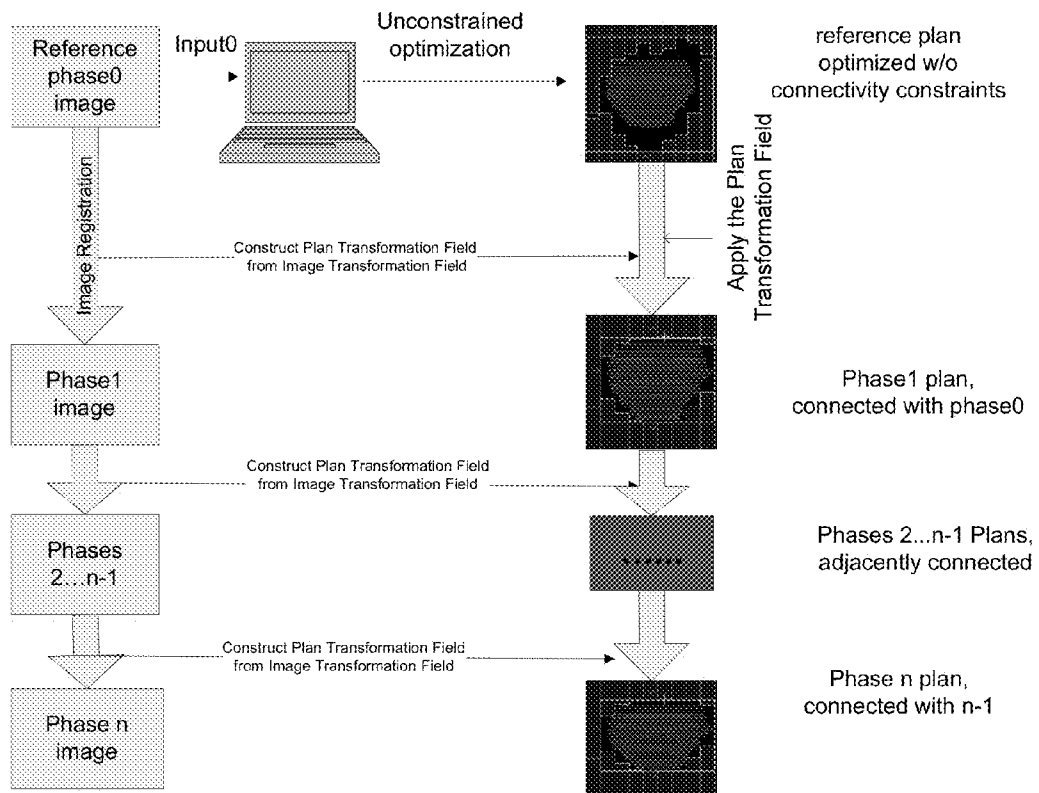 Reference
phase0
image
Input0
Unconstrained
optimization
reference plan
optimized w/o
connectivity constraints
Image Registration
Construct Plan Transformation Field
from Image Transformation Field
Apply the Plan
Transformation Field
Phase1
image
Phase1 plan,
connected with phase0
Construct Plan Transformation Field
from Image Transformation Field
Phases
2...n-1
......
Phases 2...n-1 Plans,
adjacently connected
Construct Plan Transformation Field
from Image Transformation Field
Phase n
image
Phase n plan,
connected with n-1